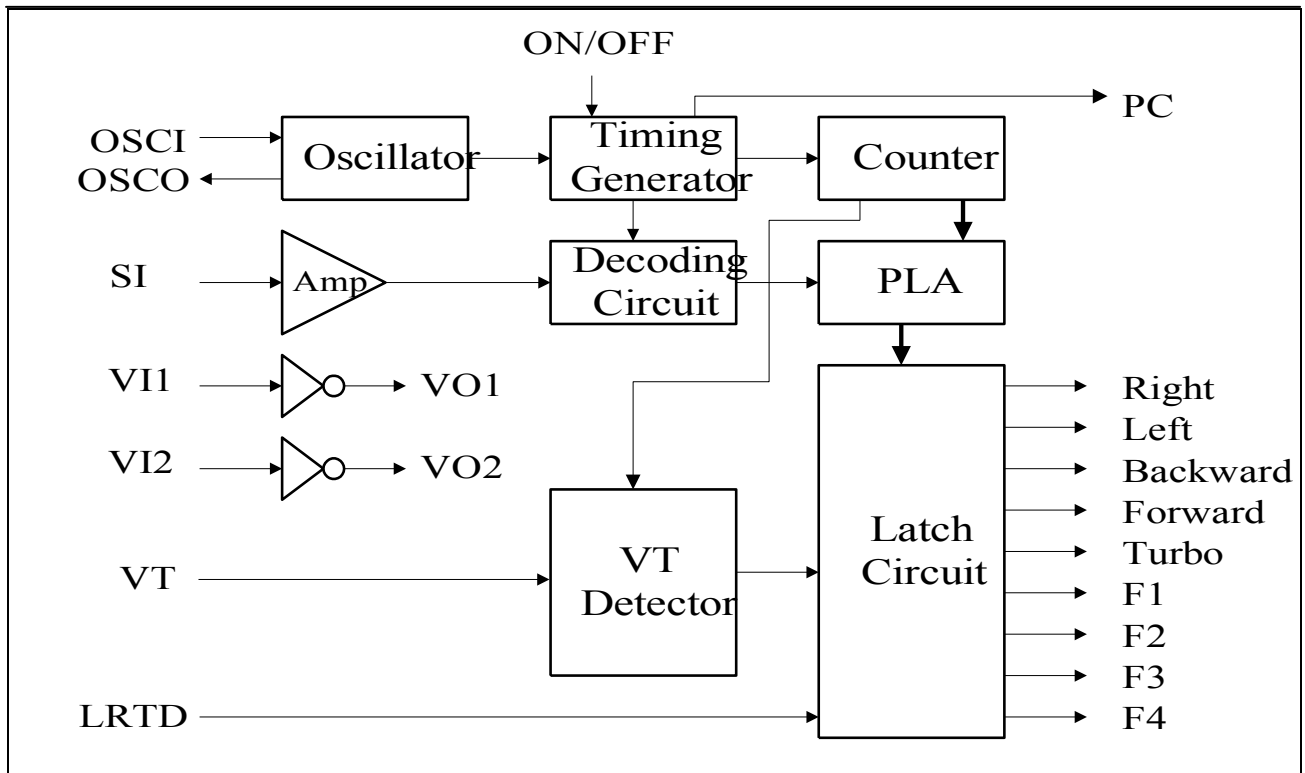 ON/OFF
PC
OSCI
OSCO
Oscillator
Timing
Generator
Counter
SI
Amp
Decoding
Circuit
PLA
VI1
VO1
VI2
VO2
VT
VT
Detector
Latch
Circuit
LRTD
Right
Left
Backward
Forward
Turbo
F1
F2
F3
F4